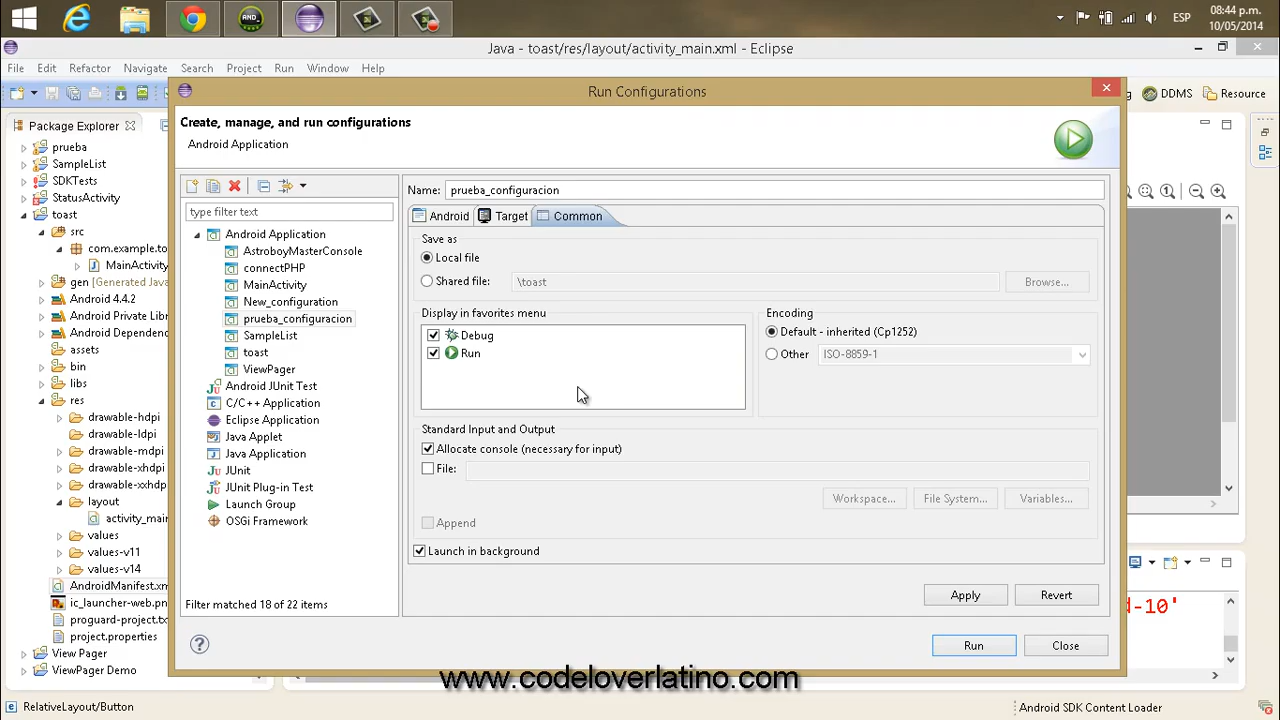 AND_
ESP
08:44 p.m.
10/05/2014
Java - toast/res/layout/activity_main.xml - Eclipse
File Edit Refactor Navigate Search Project Run Window Help
DDMS Resource
Package Explorer
prueba
SampleList
SDKTests
StatusActivity
toast
src
com.example.to
MainActivity
gen [Generated Java
Android 4.4.2
Android Private Libr
Android Dependenc
assets
bin
libs
res
drawable-hdpi
drawable-ldpi
drawable-mdpi
drawable-xhdpi
drawable-xxhdpi
layout
activity_mai
values
values-v11
values-v14
AndroidManifest.xm
ic_launcher-web.pn
proguard-project.tx
project.properties
View Pager
ViewPager Demo
Run Configurations
Create, manage, and run configurations
Android Application
type filter text
Android Application
AstroboyMasterConsole
connectPHP
MainActivity
New_configuration
prueba_configuracion
SampleList
toast
ViewPager
Android JUnit Test
C/C++ Application
Eclipse Application
Java Applet
Java Application
JUnit
JUnit Plug-in Test
Launch Group
OSGi Framework
Filter matched 18 of 22 items
Name: prueba_configuracion
Android Target Common
Save as
Local file
Shared file: \toast Browse...
Display in favorites menu
Debug
Run
Encoding
Default - inherited (Cp1252)
Other ISO-8859-1
Standard Input and Output
Allocate console (necessary for input)
File:
Workspace... File System... Variables...
Append
Launch in background
Apply Revert
Run Close
d-10'
www.codeloverlatino.com
RelativeLayout/Button
Android SDK Content Loader